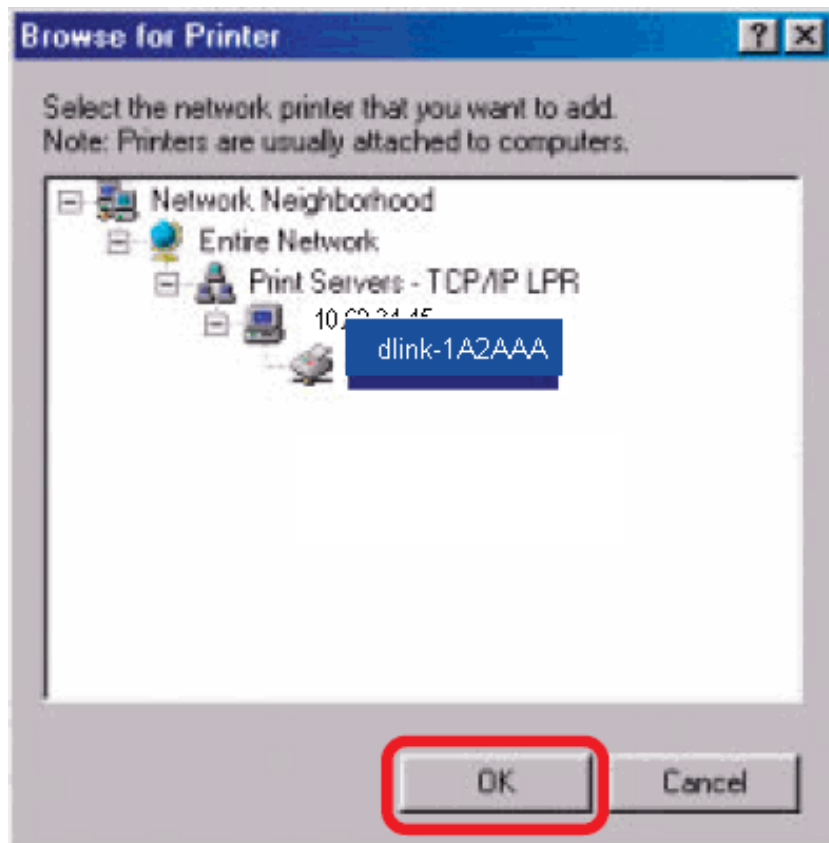 Browse for Printer
Select the network printer that you want to add.
Note: Printers are usually attached to computers.
Network Neighborhood
Entire Network
Print Servers - TCP/IP LPR
dlink-1A2AAA
OK
Cancel